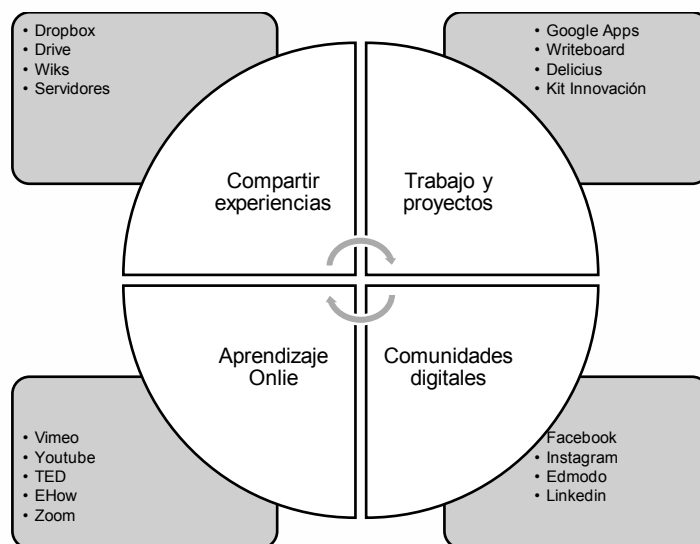 • Dropbox
• Drive
• Wiks
• Servidores
• Google Apps
• Writeboard
• Delicius
• Kit Innovación
Compartir
experiencias
Trabajo y
proyectos
Aprendizaje
Onlie
Comunidades
digitales
• Vimeo
• Youtube
• TED
• EHow
• Zoom
Facebook
• Instagram
• Edmodo
• Linkedin